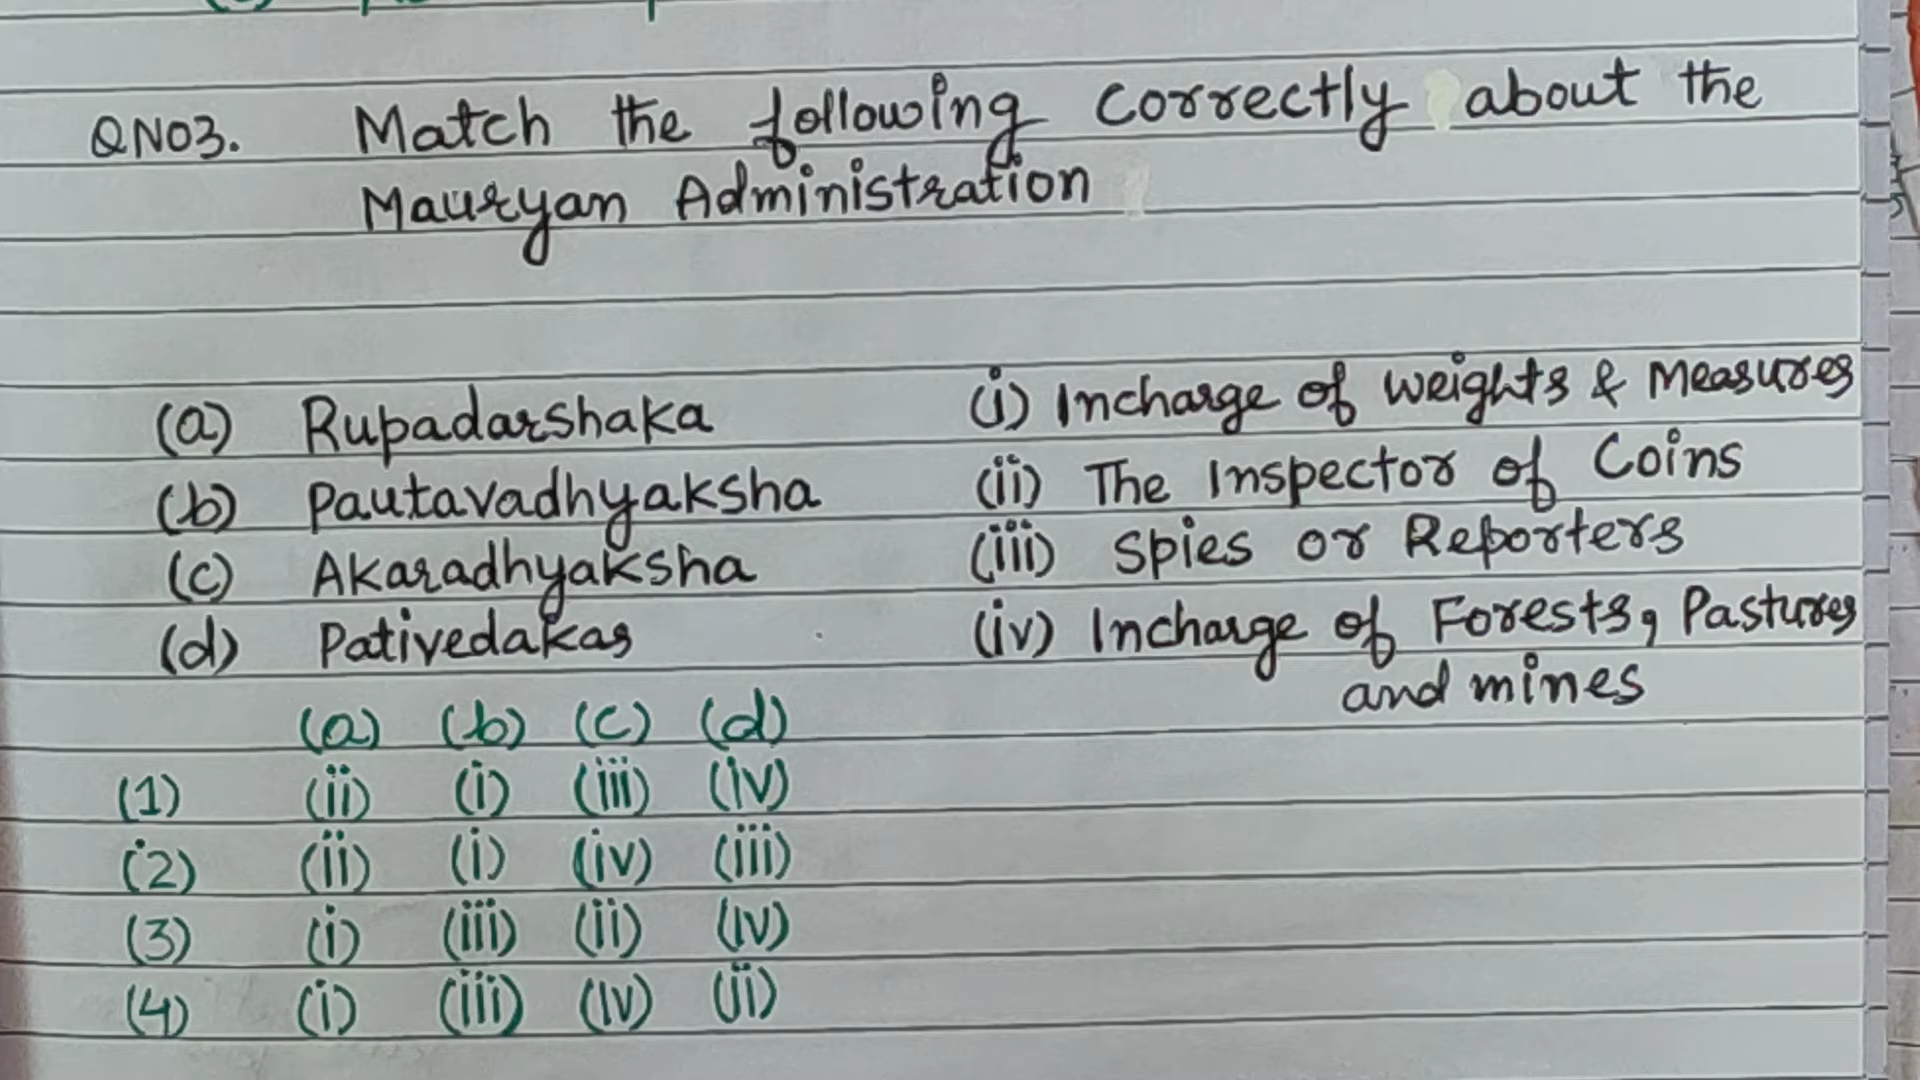 QNO3. Match the following correctly about the
Mauryan Administration
(a) Rupadarshaka (i) Incharge of weights & Measures
(b) Pautavadhyaksha (ii) The Inspector of Coins
(c) Akaradhyaksha (iii) Spies or Reporters
(d) Pativedakas (iv) Incharge of Forests, Pastures
and mines
(a) (b) (c) (d)
(1) (ii) (i) (iii) (iv)
(2) (ii) (i) (iv) (iii)
(3) (i) (iii) (ii) (iv)
(4) (i) (iii) (iv) (ii)